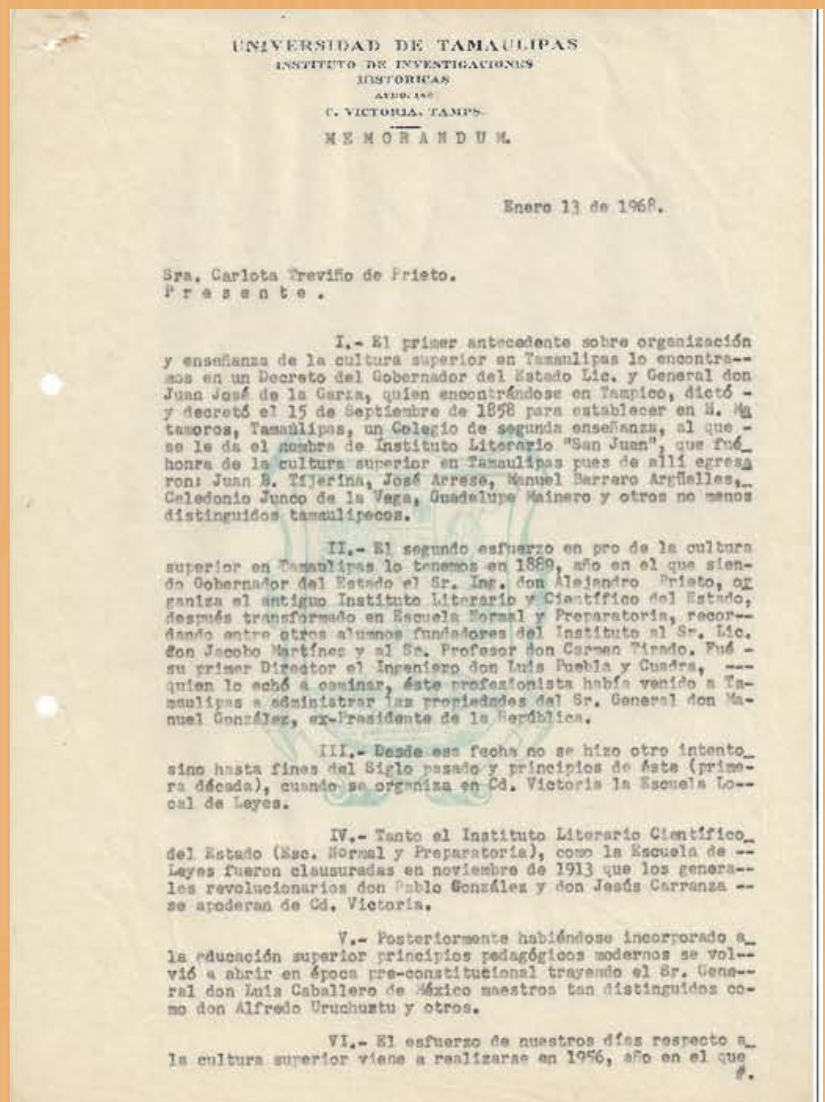 UNIVERSIDAD DE TAMAULIPAS
INSTITUTO DE INVESTIGACIONES
HISTORICAS
C. VICTORIA, TAMPS.
M E M O R A N D U M.
Enero 13 de 1968.
Sra. Carlota Treviño de Prieto.
P r e s e n t e .
I.- El primer antecedente sobre organización
y enseñanza de la cultura superior en Tamaulipas lo encontra--
mos en un Decreto del Gobernador del Estado Lic. y General don
Juan José de la Garza, quien encontrándose en Tampico, dictó -
y decretó el 15 de Septiembre de 1858 para establecer en H. Ma
tamoros, Tamaulipas, un Colegio de segunda enseñanza, al que -
se le da el nombre de Instituto Literario "San Juan", que fué_
honra de la cultura superior en Tamaulipas pues de allí egresa
ron: Juan B. Tijerina, José Arrese, Manuel Barrero Argüelles,_
Celedonio Junco de la Vega, Guadalupe Mainero y otros no menos
distinguidos tamaulipecos.
II.- El segundo esfuerzo en pro de la cultura
superior en Tamaulipas lo tenemos en 1889, año en el que sien-
do Gobernador del Estado el Sr. Ing. don Alejandro Prieto, or
ganiza el antiguo Instituto Literario y Científico del Estado,
después transformado en Escuela Normal y Preparatoria, recor--
dando entre otros alumnos fundadores del Instituto al Sr. Lic.
don Jacobo Martínez y al Sr. Profesor don Carmen Tirado. Fué -
su primer Director el Ingeniero don Luis Puebla y Cuadra, ---
quien lo echó a caminar, éste profesionista había venido a Ta-
maulipas a administrar las propiedades del Sr. General don Ma-
nuel González, ex-Presidente de la República.
III.- Desde esa fecha no se hizo otro intento_
sino hasta fines del Siglo pasado y principios de éste (prime-
ra década), cuando se organiza en Cd. Victoria la Escuela Lo--
cal de Leyes.
IV.- Tanto el Instituto Literario Científico_
del Estado (Esc. Normal y Preparatoria), como la Escuela de --
Leyes fueron clausuradas en noviembre de 1913 que los genera--
les revolucionarios don Pablo González y don Jesús Carranza --
se apoderan de Cd. Victoria.
V.- Posteriormente habiéndose incorporado a_
la educación superior principios pedagógicos modernos se vol--
vió a abrir en época pre-constitucional trayendo el Sr. Gene--
ral don Luis Caballero de México maestros tan distinguidos co-
mo don Alfredo Uruchurtu y otros.
VI.- El esfuerzo de nuestros días respecto a_
la cultura superior viene a realizarse en 1956, año en el que
#.